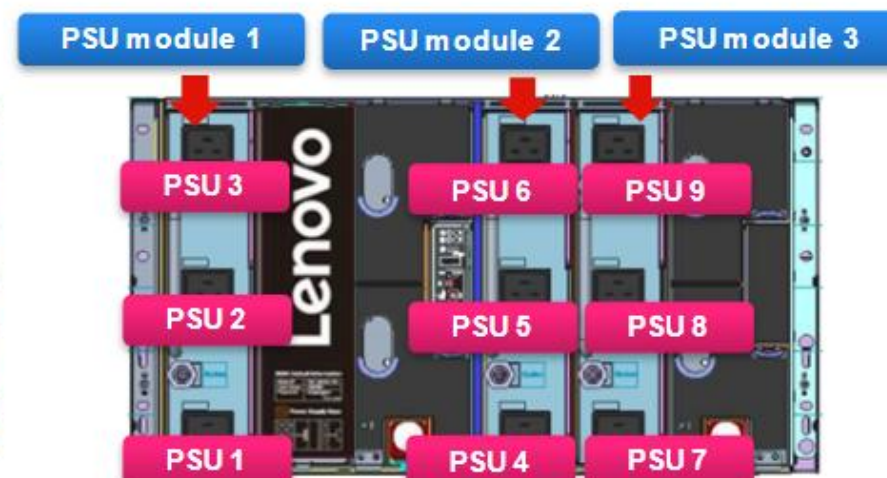 PSU module 1
PSU module 2
PSU module 3
PSU 3
PSU 6
PSU 9
Lenovo
PSU 2
PSU 5
PSU 8
PSU 1
PSU 4
PSU 7